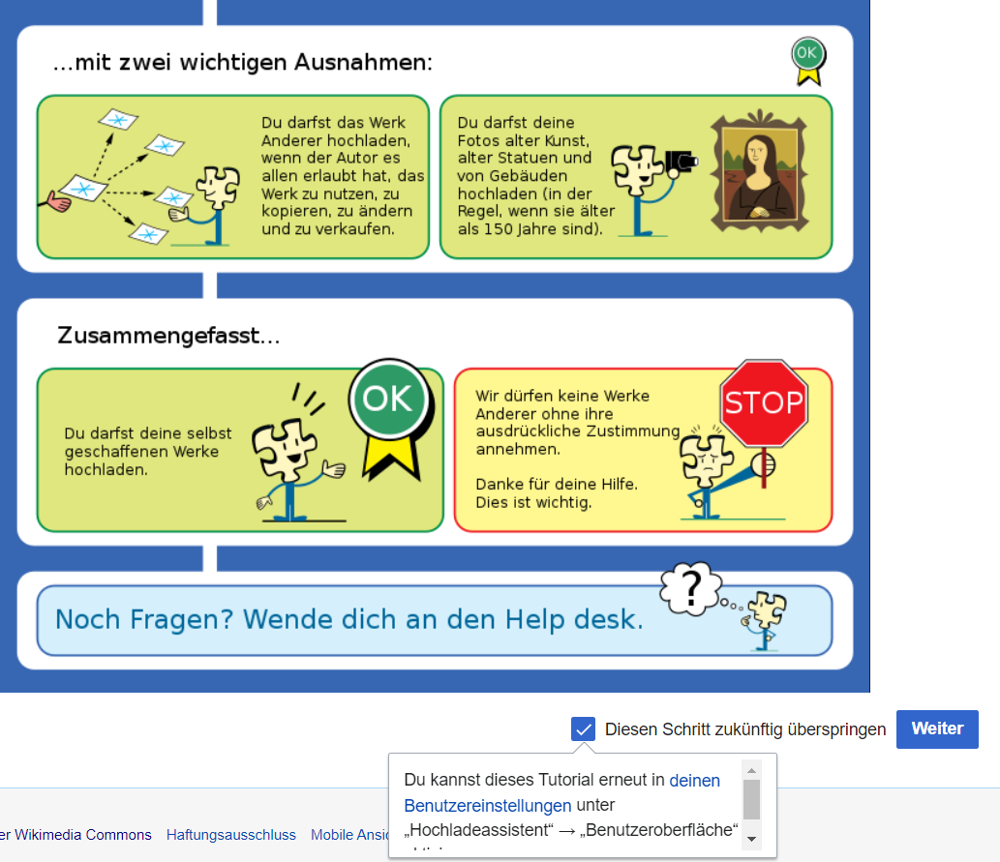 ...mit zwei wichtigen Ausnahmen:
OK
Du darfst das Werk
Anderer hochladen,
wenn der Autor es
allen erlaubt hat, das
Werk zu nutzen, zu
kopieren, zu ändern
und zu verkaufen.
Du darfst deine
Fotos alter Kunst,
alter Statuen und
von Gebäuden
hochladen (in der
Regel, wenn sie älter
als 150 Jahre sind).
Zusammengefasst...
Du darfst deine selbst
geschaffenen Werke
hochladen.
OK
Wir dürfen keine Werke
Anderer ohne ihre
ausdrückliche Zustimmung
annehmen.
Danke für deine Hilfe.
Dies ist wichtig.
STOP
Noch Fragen? Wende dich an den Help desk.
?
Diesen Schritt zukünftig überspringen
Weiter
Du kannst dieses Tutorial erneut in deinen
Benutzereinstellungen unter
„Hochladeassistent“ → „Benutzeroberfläche“
er Wikimedia Commons Haftungsausschluss Mobile Ansic